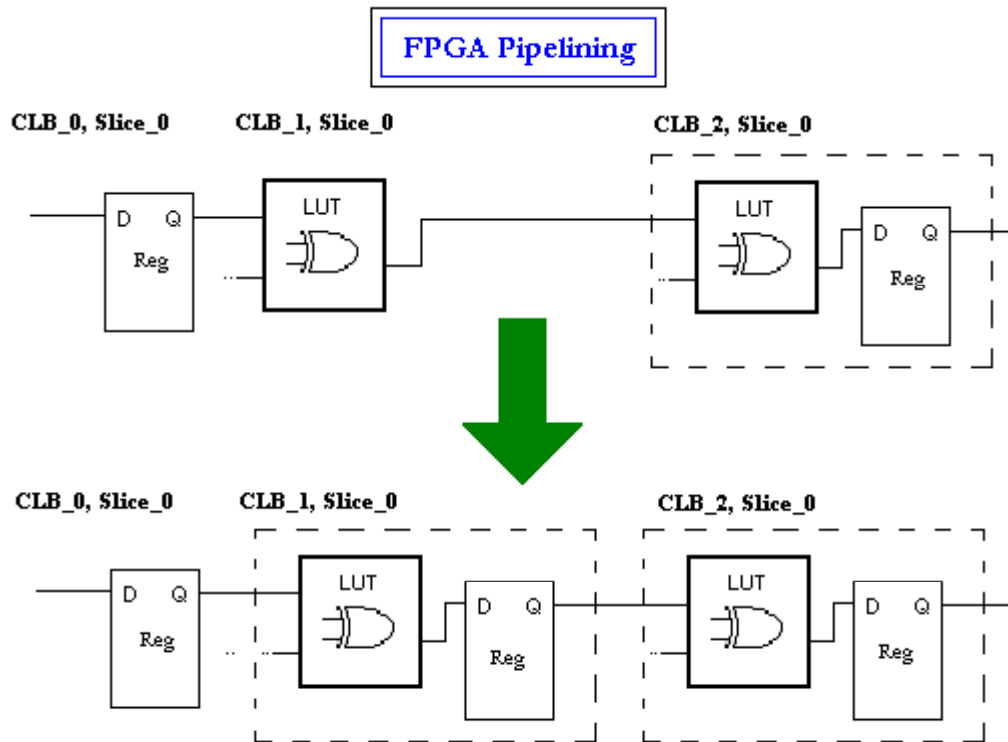 FPGA Pipelining
CLB_0, Slice_0 CLB_1, Slice_0 CLB_2, Slice_0
D Q
Reg
LUT
LUT
D Q
Reg
CLB_0, Slice_0 CLB_1, Slice_0 CLB_2, Slice_0
D Q
Reg
LUT
D Q
Reg
LUT
D Q
Reg